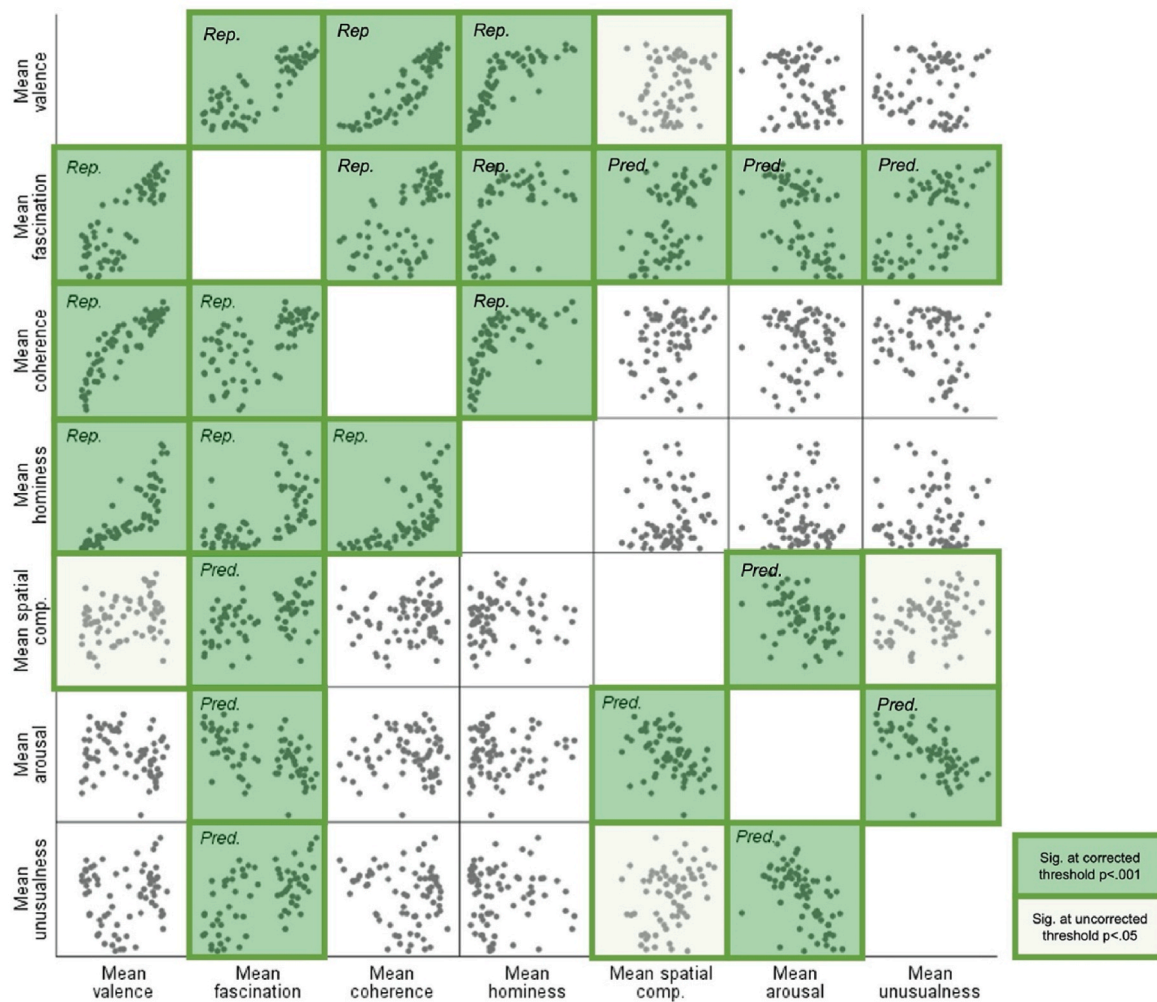 Mean
valence
Rep.
Rep
Rep.
Mean
fascination
Rep.
Rep.
Rep.
Pred.
Pred.
Pred.
Mean
coherence
Rep.
Rep.
Rep.
Mean
hominess
Rep.
Rep.
Rep.
Mean spatial
comp.
Pred.
Pred.
Mean
arousal
Pred.
Pred.
Pred.
Mean
unusualness
Pred.
Pred.
Sig. at corrected
threshold p<.001
Sig. at uncorrected
threshold p<.05
Mean
valence
Mean
fascination
Mean
coherence
Mean
hominess
Mean spatial
comp.
Mean
arousal
Mean
unusualness